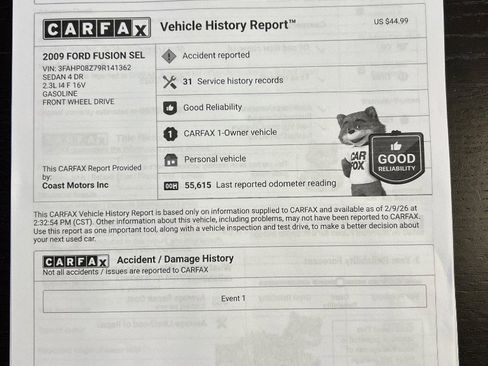 CARFAX Vehicle History Report™ US $44.99
2009 FORD FUSION SEL
VIN: 3FAHP08Z79R141362
SEDAN 4 DR
2.3L I4 F 16V
GASOLINE
FRONT WHEEL DRIVE
This CARFAX Report Provided
by:
Coast Motors Inc
Accident reported
31 Service history records
Good Reliability
1 CARFAX 1-Owner vehicle
Personal vehicle
55,615 Last reported odometer reading
CAR
FOX
GOOD
RELIABILITY
This CARFAX Vehicle History Report is based only on information supplied to CARFAX and available as of 2/9/26 at
2:32:54 PM (CST). Other information about this vehicle, including problems, may not have been reported to CARFAX.
Use this report as one important tool, along with a vehicle inspection and test drive, to make a better decision about
your next used car.
CARFAX Accident / Damage History
Not all accidents / issues are reported to CARFAX
Event 1